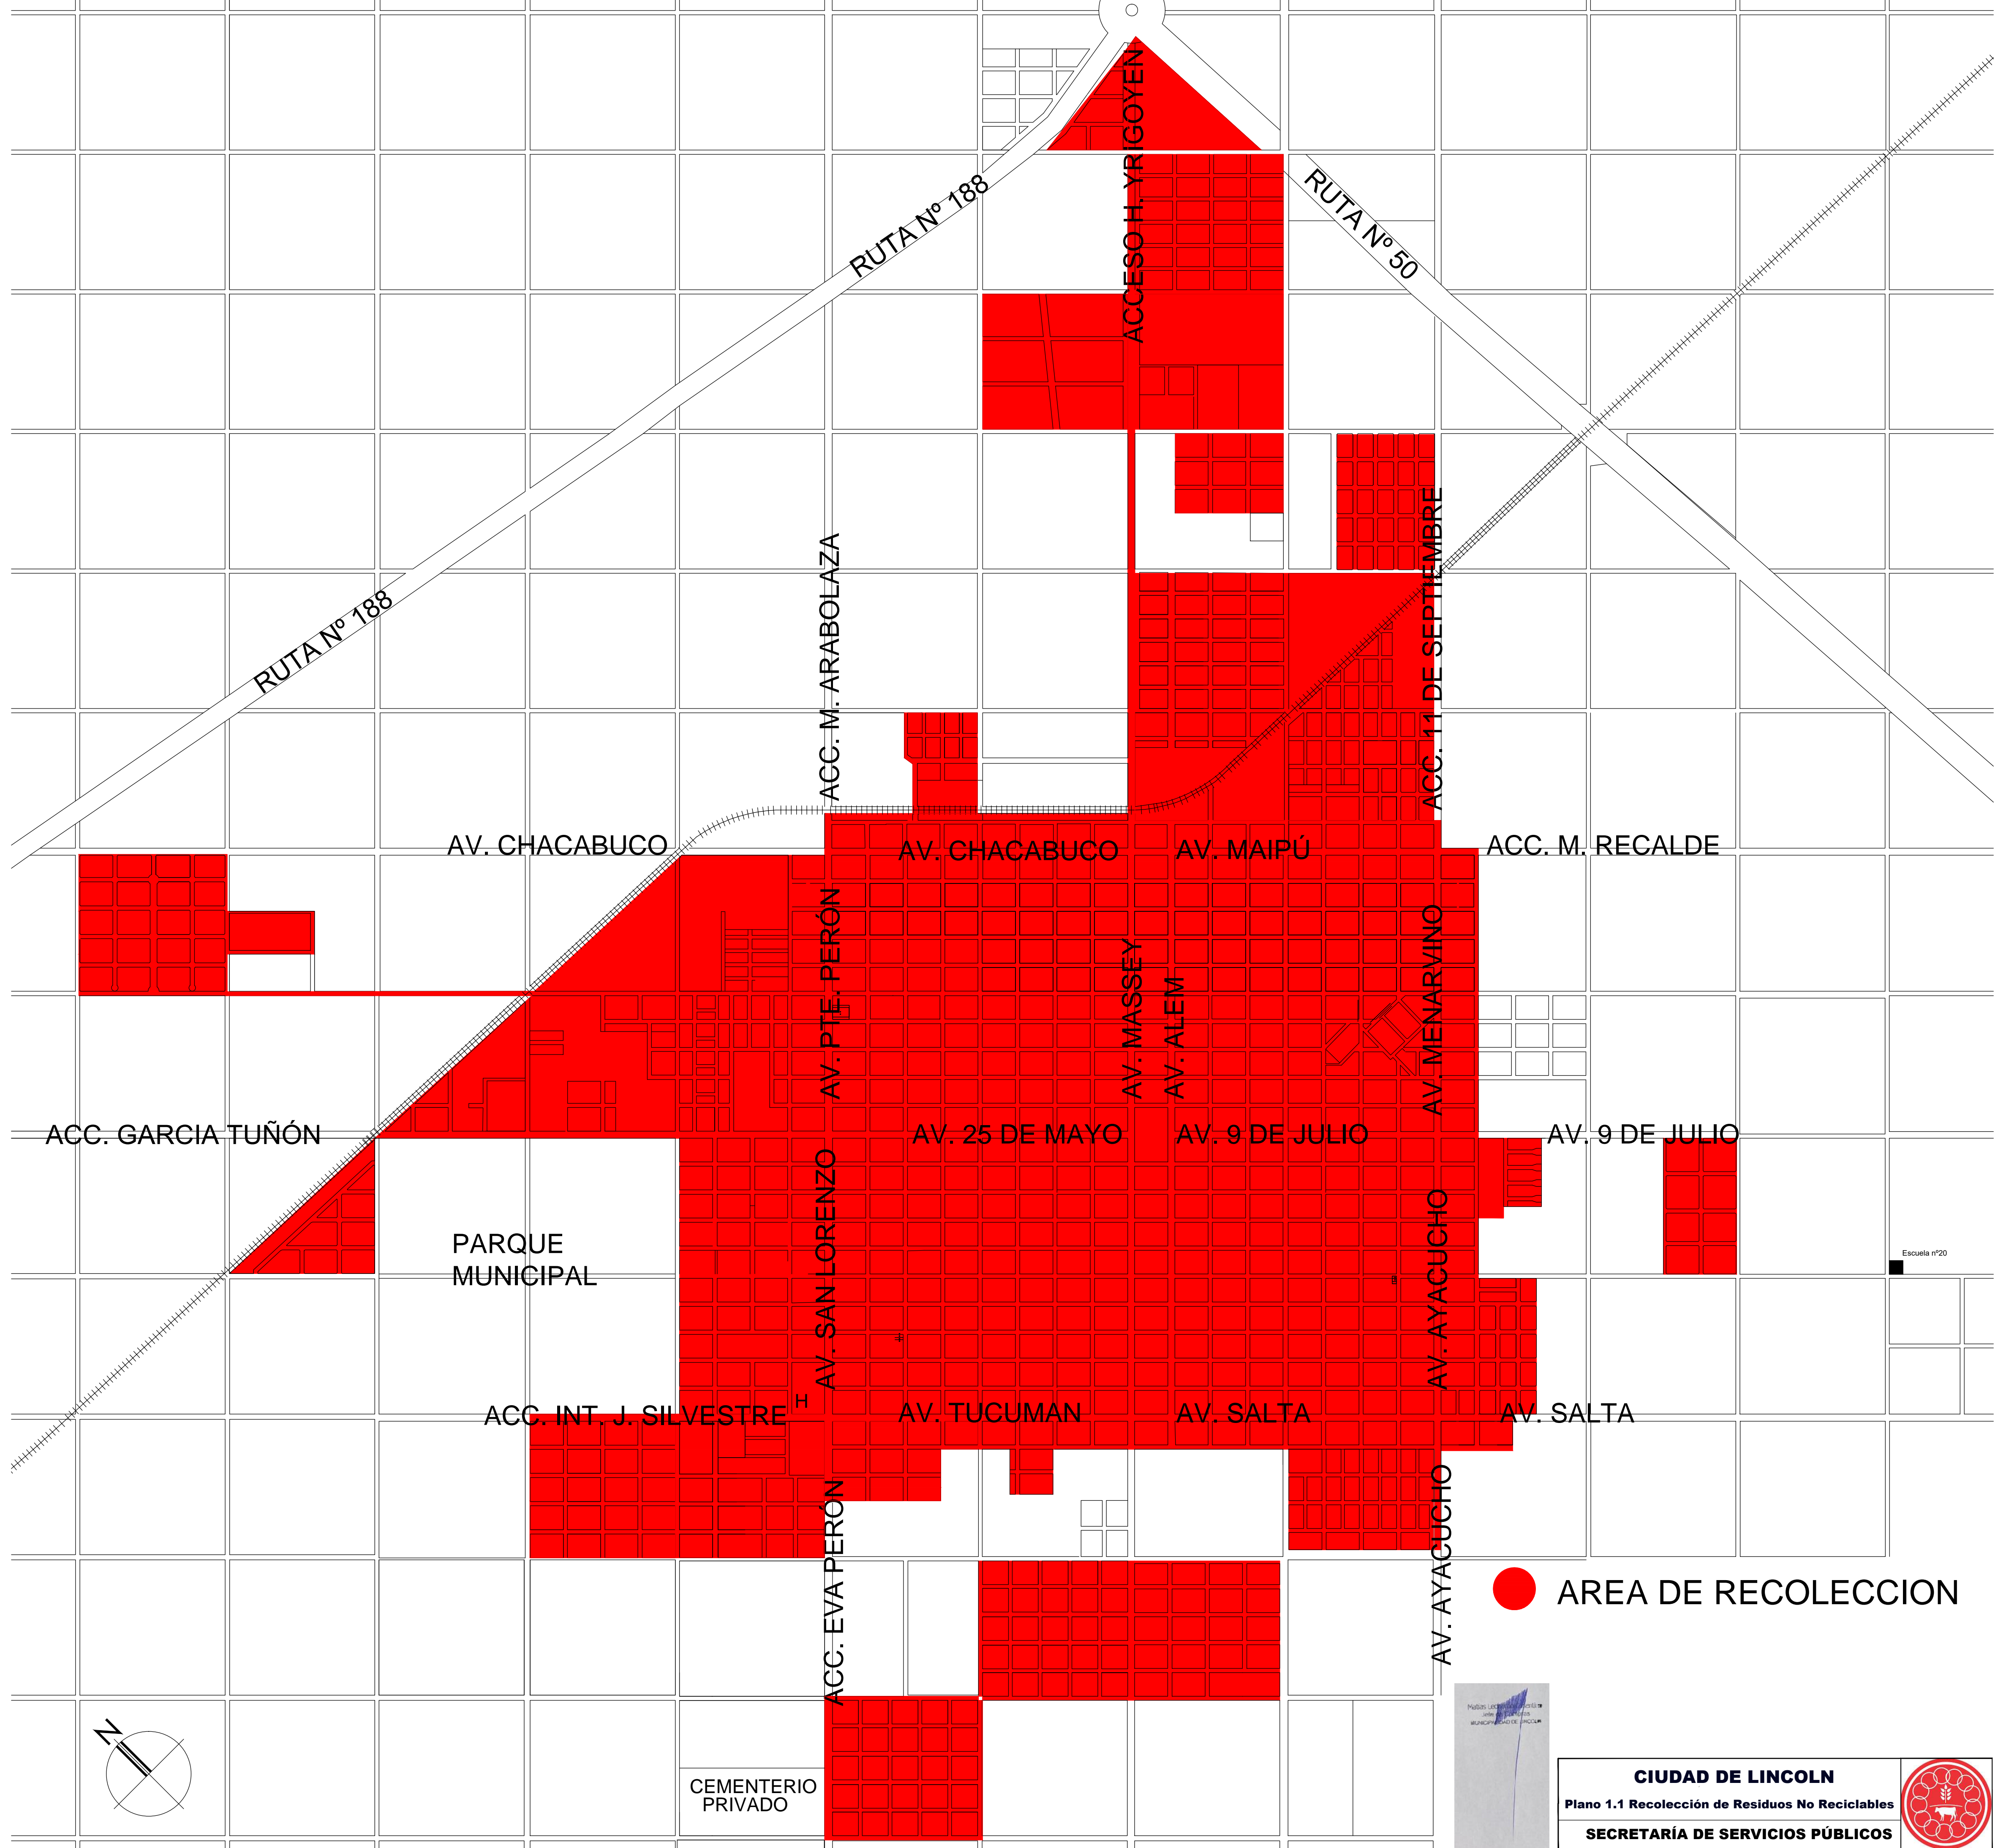 ACCESO H. YRIGOYEN
RUTA Nº 188
RUTA Nº 50
ACC. M. ARABOLAZA
ACC. 11 DE SEPTIEMBRE
RUTA Nº 188
AV. CHACABUCO
AV. CHACABUCO
AV. MAIPÚ
ACC. M. RECALDE
AV. PTE. PERÓN
AV. MASSEY
AV. ALEM
AV. MENARVINO
ACC. GARCIA TUÑÓN
AV. 25 DE MAYO
AV. 9 DE JULIO
AV. 9 DE JULIO
AV. SAN LORENZO
AV. AYACUCHO
PARQUE
MUNICIPAL
Escuela nº20
H
ACC. INT. J. SILVESTRE
AV. TUCUMAN
AV. SALTA
AV. SALTA
ACC. EVA PERÓN
AV. AYACUCHO
AREA DE RECOLECCION
N
CEMENTERIO
PRIVADO
Matias
MUNICIPALIDAD DE LINCOLN
CIUDAD DE LINCOLN
Plano 1.1 Recolección de Residuos No Reciclables
SECRETARÍA DE SERVICIOS PÚBLICOS